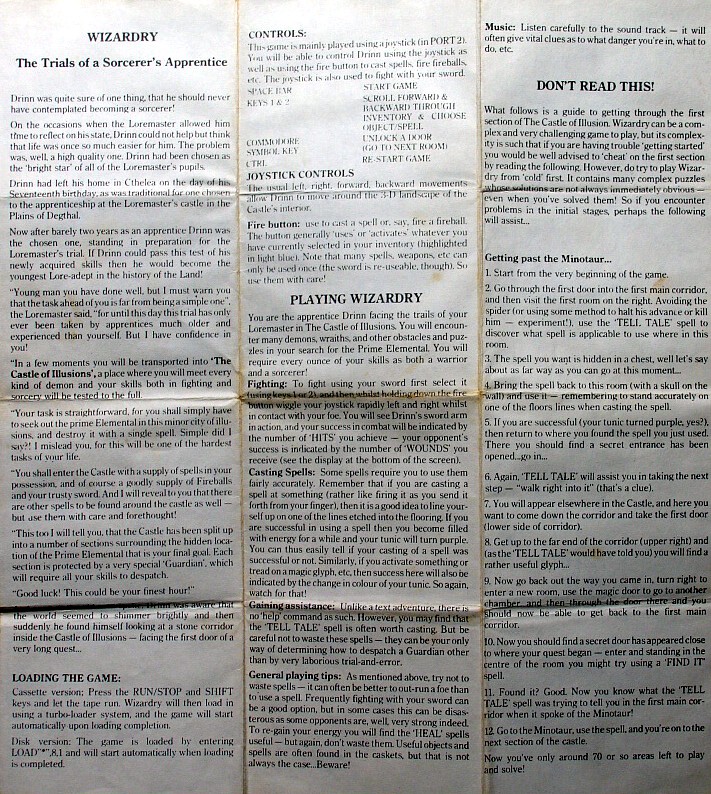 WIZARDRY
The Trials of a Sorcerer's Apprentice
Drinn was quite sure of one thing, that he should never
have contemplated becoming a sorcerer!
On the occasions when the Loremaster allowed him
time to reflect on his state, Drinn could not help but think
that life was once so much easier for him. The problem
was, well, a high quality one. Drinn had been chosen as
the 'bright star' of all of the Loremaster's pupils.
Drinn had left his home in Cthelea on the day of his
Seventeenth birthday, as was traditional for one chosen
to the apprenticeship at the Loremaster's castle in the
Plains of Degthal.
Now after barely two years as an apprentice Drinn was
the chosen one, standing in preparation for the
Loremaster's trial. If Drinn could pass this test of his
newly acquired skills then he would become the
youngest Lore-adept in the history of the Land!
"Young man you have done well, but I must warn you
that the task ahead of you is far from being a simple one",
the Loremaster said, "for until this day this trial has only
ever been taken by apprentices much older and
experienced than yourself. But I have confidence in
you!
"In a few moments you will be transported into 'The
Castle of Illusions', a place where you will meet every
kind of demon and your skills both in fighting and
sorcery will be tested to the full.
"Your task is straightforward, for you shall simply have
to seek out the prime Elemental in this minor city of illu-
sions, and destroy it with a single spell. Simple did I
say?! I mislead you, for this will be one of the hardest
tasks of your life.
"You shall enter the Castle with a supply of spells in your
possession, and of course a goodly supply of Fireballs
and your trusty sword. And I will reveal to you that there
are other spells to be found around the castle as well —
but use them with care and forethought!
"This too I will tell you, that the Castle has been split up
into a number of sections surrounding the hidden loca-
tion of the Prime Elemental that is your final goal. Each
section is protected by a very special 'Guardian', which
will require all your skills to despatch.
"Good luck! This could be your finest hour!"
Drinn was aware that
the world seemed to shimmer brightly and then
suddenly he found himself looking at a stone corridor
inside the Castle of Illusions — facing the first door of a
very long quest...
LOADING THE GAME:
Cassette version; Press the RUN/STOP and SHIFT
keys and let the tape run. Wizardry will then load in
using a turbo-loader system, and the game will start
automatically upon loading completion.
Disk version: The game is loaded by entering
LOAD"*",8,1 and will start automatically when loading
is completed.
CONTROLS:
This game is mainly played using a joystick (in PORT 2).
You will be able to control Drinn using the joystick as
well as using the fire button to cast spells, fire fireballs,
etc. The joystick is also used to fight with your sword.
SPACE BAR START GAME
KEYS 1 & 2 SCROLL FORWARD &
BACKWARD THROUGH
INVENTORY & CHOOSE
OBJECT/SPELL
COMMODORE UNLOCK A DOOR
SYMBOL KEY (GO TO NEXT ROOM)
CTRL RE-START GAME
JOYSTICK CONTROLS
The usual left, right, forward, backward movements
allow Drinn to move around the 3-D landscape of the
Castle's interior.
Fire button: use to cast a spell or, say, fire a fireball.
The button generally 'uses' or 'activates' whatever you
have currently selected in your inventory (highlighted
in light blue). Note that many spells, weapons, etc can
only be used once (the sword is re-useable, though). So
use them with care!
PLAYING WIZARDRY
You are the apprentice Drinn facing the trials of your
Loremaster in The Castle of Illusions. You will encoun-
ter many demons, wraiths, and other obstacles and puz-
zles in your search for the Prime Elemental. You will
require every ounce of your skills as both a warrior
and a sorcerer!
Fighting: To fight using your sword first select it
(using keys 1 or 2), and then whilst holding down the fire
button wiggle your joystick rapidly left and right whilst
in contact with your foe. You will see Drinn's sword arm
in action, and your success in combat will be indicated by
the number of 'HITS' you achieve — your opponent's
success is indicated by the number of 'WOUNDS' you
receive (see the display at the bottom of the screen).
Casting Spells: Some spells require you to use them
fairly accurately. Remember that if you are casting a
spell at something (rather like firing it as you send it
forth from your finger), then it is a good idea to line your-
self up on one of the lines etched into the flooring. If you
are successful in using a spell then you become filled
with energy for a while and your tunic will turn purple.
You can thus easily tell if your casting of a spell was
successful or not. Similarly, if you activate something or
tread on a magic glyph, etc, then success here will also be
indicated by the change in colour of your tunic. So again,
watch for that!
Gaining assistance: Unlike a text adventure, there is
no 'help' command as such. However, you may find that
the 'TELL TALE' spell is often worth casting. But be
careful not to waste these spells — they can be your only
way of determining how to despatch a Guardian other
than by very laborious trial-and-error.
General playing tips: As mentioned above, try not to
waste spells — it can often be better to out-run a foe than
to use a spell. Frequently fighting with your sword can
be a good option, but in some cases this can be disas-
terous as some opponents are, well, very strong indeed.
To re-gain your energy you will find the 'HEAL' spells
useful — but again, don't waste them. Useful objects and
spells are often found in the caskets, but that is not
always the case...Beware!
Music: Listen carefully to the sound track — it will
often give vital clues as to what danger you're in, what to
do, etc.
DON'T READ THIS!
What follows is a guide to getting through the first
section of The Castle of Illusion. Wizardry can be a com-
plex and very challenging game to play, but its complex-
ity is such that if you are having trouble 'getting started'
you would be well advised to 'cheat' on the first section
by reading the following. However, do try to play Wizar-
dry from 'cold' first. It contains many complex puzzles
whose solutions are not always immediately obvious —
even when you've solved them! So if you encounter
problems in the initial stages, perhaps the following
will assist...
Getting past the Minotaur...
1. Start from the very beginning of the game.
2. Go through the first door into the first main corridor,
and then visit the first room on the right. Avoiding the
spider (or using some method to halt his advance or kill
him — experiment!), use the 'TELL TALE' spell to
discover what spell is applicable to use where in this
room.
3. The spell you want is hidden in a chest, well let's say
about as far away as you can go at this moment...
4. Bring the spell back to this room (with a skull on the
wall) and use it — remembering to stand accurately on
one of the floors lines when casting the spell.
5. If you are successful (your tunic turned purple, yes?),
then return to where you found the spell you just used.
There you should find a secret entrance has been
opened...go in...
6. Again, 'TELL TALE' will assist you in taking the next
step — "walk right into it" (that's a clue).
7. You will appear elsewhere in the Castle, and here you
want to come down the corridor and take the first door
(lower side of corridor).
8. Get up to the far end of the corridor (upper right) and
(as the 'TELL TALE' would have told you) you will find a
rather useful glyph...
9. Now go back out the way you came in, turn right to
enter a new room, use the magic door to go to another
chamber and then through the door there and you
should now be able to get back to the first main
corridor.
10. Now you should find a secret door has appeared close
to where your quest began — enter and standing in the
centre of the room you might try using a 'FIND IT'
spell.
11. Found it? Good. Now you know what the 'TELL
TALE' spell was trying to tell you in the first main cor-
ridor when it spoke of the Minotaur!
12. Go to the Minotaur, use the spell, and you're on to the
next section of the castle.
Now you've only around 70 or so areas left to play
and solve!